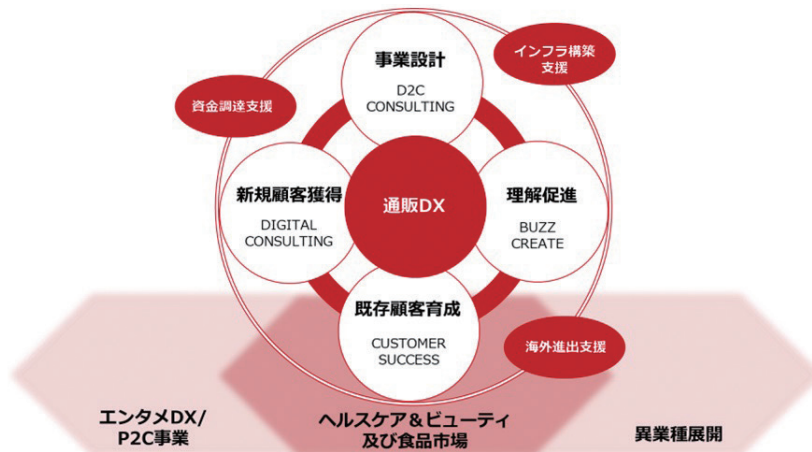 事業設計
D2C
CONSULTING
インフラ構築
支援
資金調達支援
新規顧客獲得
DIGITAL
CONSULTING
通販DX
理解促進
BUZZ
CREATE
既存顧客育成
CUSTOMER
SUCCESS
海外進出支援
エンタメDX/
P2C事業
ヘルスケア＆ビューティ
及び食品市場
異業種展開